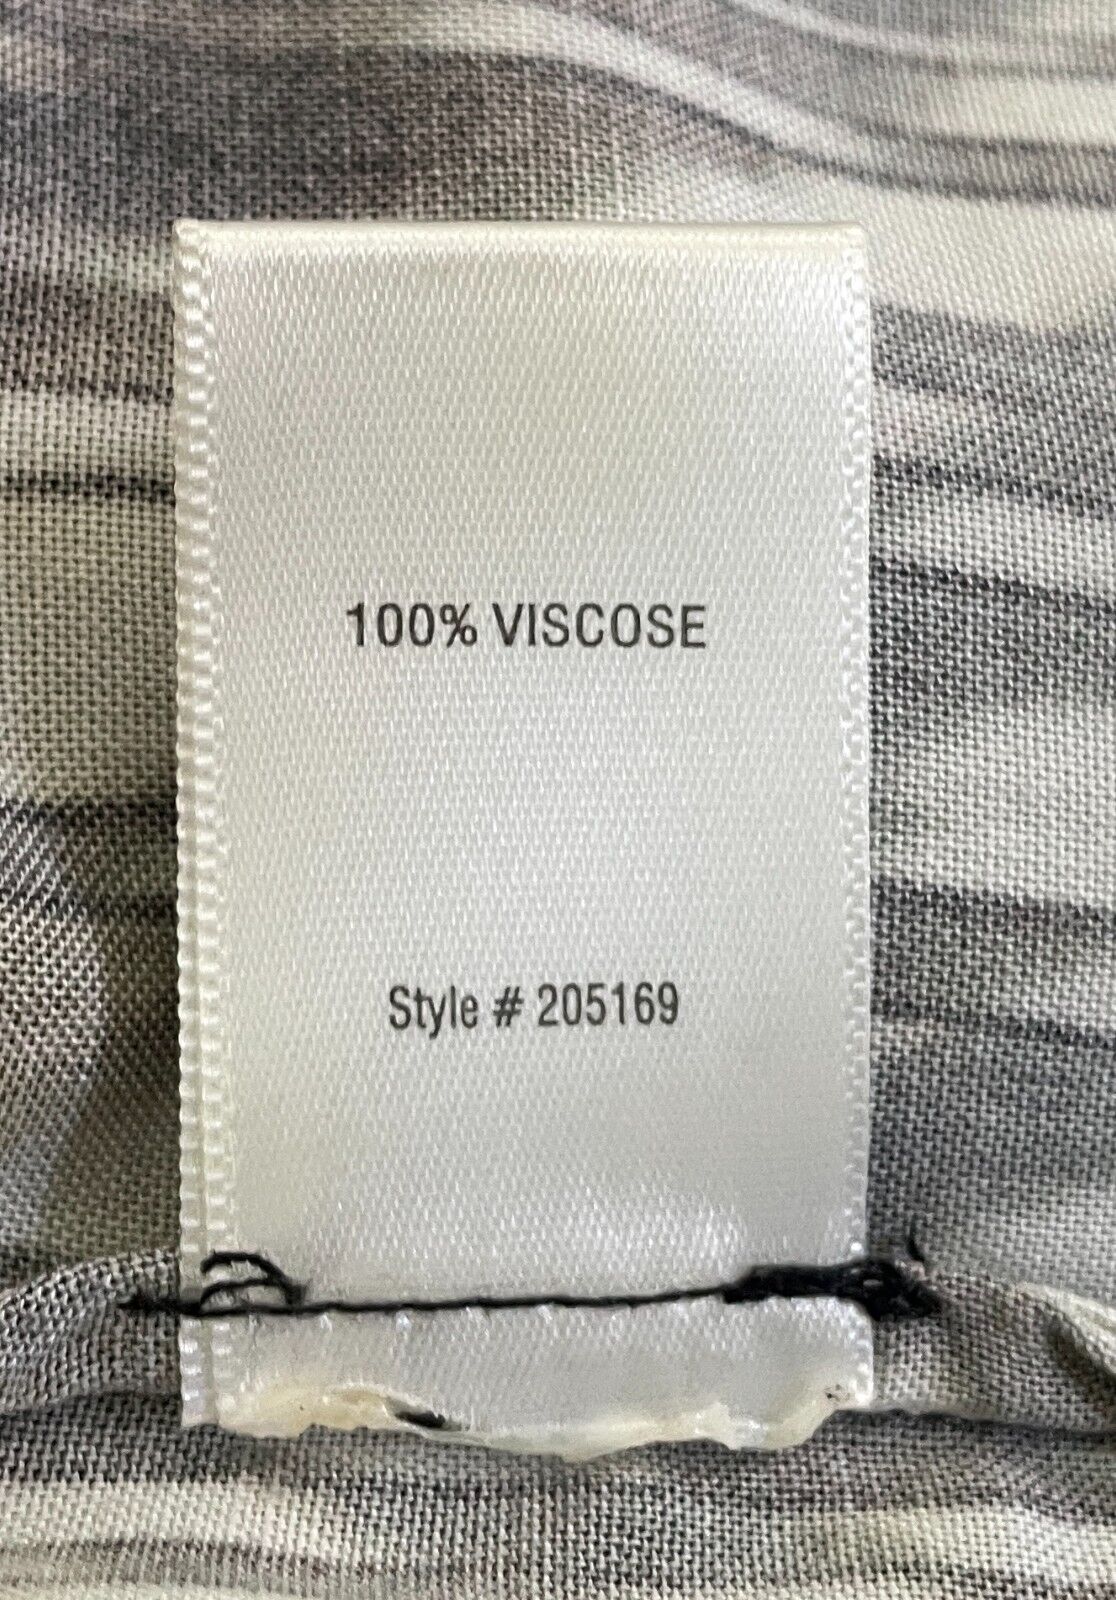 100% VISCOSE
Style # 205169